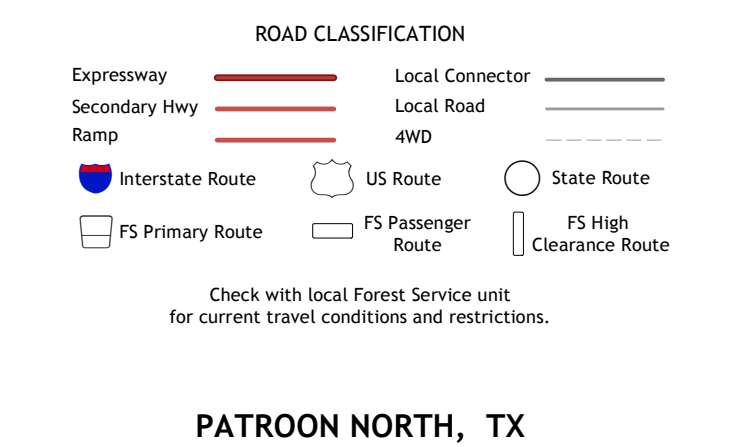 ROAD CLASSIFICATION
Expressway
Local Connector
Secondary Hwy
Local Road
Ramp
4WD
Interstate Route
US Route
State Route
FS Primary Route
FS Passenger
Route
FS High
Clearance Route
Check with local Forest Service unit
for current travel conditions and restrictions.
PATROON NORTH, TX